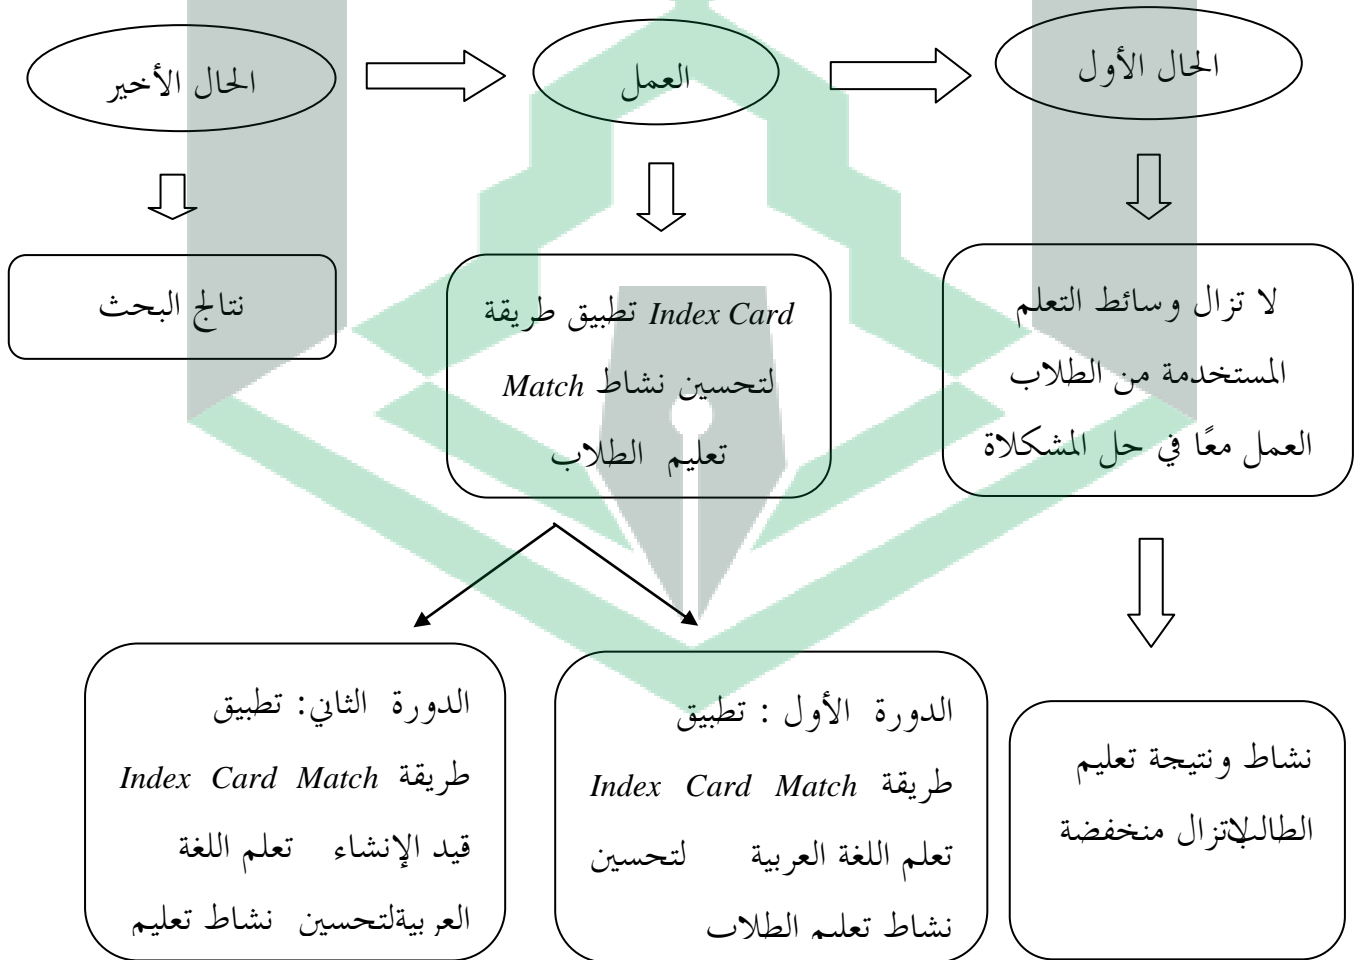 الحال الأول
العمل
الحال الأخير
لا تزال وسائط التعلم
المستخدمة من الطلاب
العمل معًا في حل المشكلاة
Index Card تطبيق طريقة
لتحسين نشاط Match
تعليم الطلاب
نتالج البحث
نشاط ونتيجة تعليم
الطالبلاتزال منخفضة
الدورة الأول : تطبيق
طريقة Index Card Match
تعلم اللغة العربية لتحسين
نشاط تعليم الطلاب
الدورة الثاني: تطبيق
طريقة Index Card Match
قيد الإنشاء تعلم اللغة
العربيةلتحسين نشاط تعليم